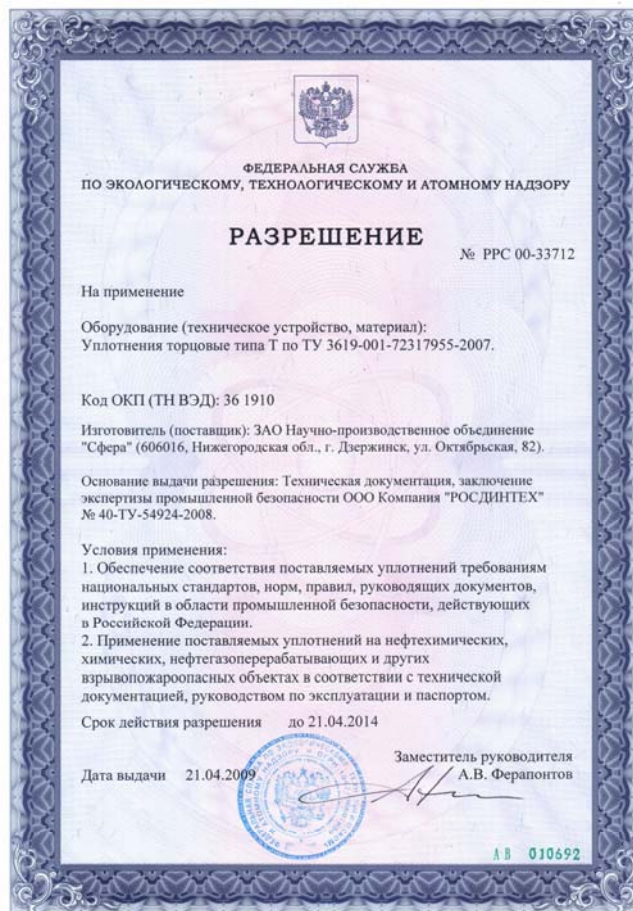 ФЕДЕРАЛЬНАЯ СЛУЖБА
ПО ЭКОЛОГИЧЕСКОМУ, ТЕХНОЛОГИЧЕСКОМУ И АТОМНОМУ НАДЗОРУ
РАЗРЕШЕНИЕ
№ РРС 00-33712
На применение
Оборудование (техническое устройство, материал):
Уплотнения торцовые типа Т по ТУ 3619-001-72317955-2007.
Код ОКП (ТН ВЭД): 36 1910
Изготовитель (поставщик): ЗАО Научно-производственное объединение
"Сфера" (606016, Нижегородская обл., г. Дзержинск, ул. Октябрьская, 82).
Основание выдачи разрешения: Техническая документация, заключение
экспертизы промышленной безопасности ООО Компания "РОСДИНТЕХ"
№ 40-ТУ-54924-2008.
Условия применения:
1. Обеспечение соответствия поставляемых уплотнений требованиям
национальных стандартов, норм, правил, руководящих документов,
инструкций в области промышленной безопасности, действующих
в Российской Федерации.
2. Применение поставляемых уплотнений на нефтехимических,
химических, нефтегазоперерабатывающих и других
взрывопожароопасных объектах в соответствии с технической
документацией, руководством по эксплуатации и паспортом.
Срок действия разрешения до 21.04.2014
Заместитель руководителя
Дата выдачи 21.04.2009 А.В. Ферапонтов
АВ 010692